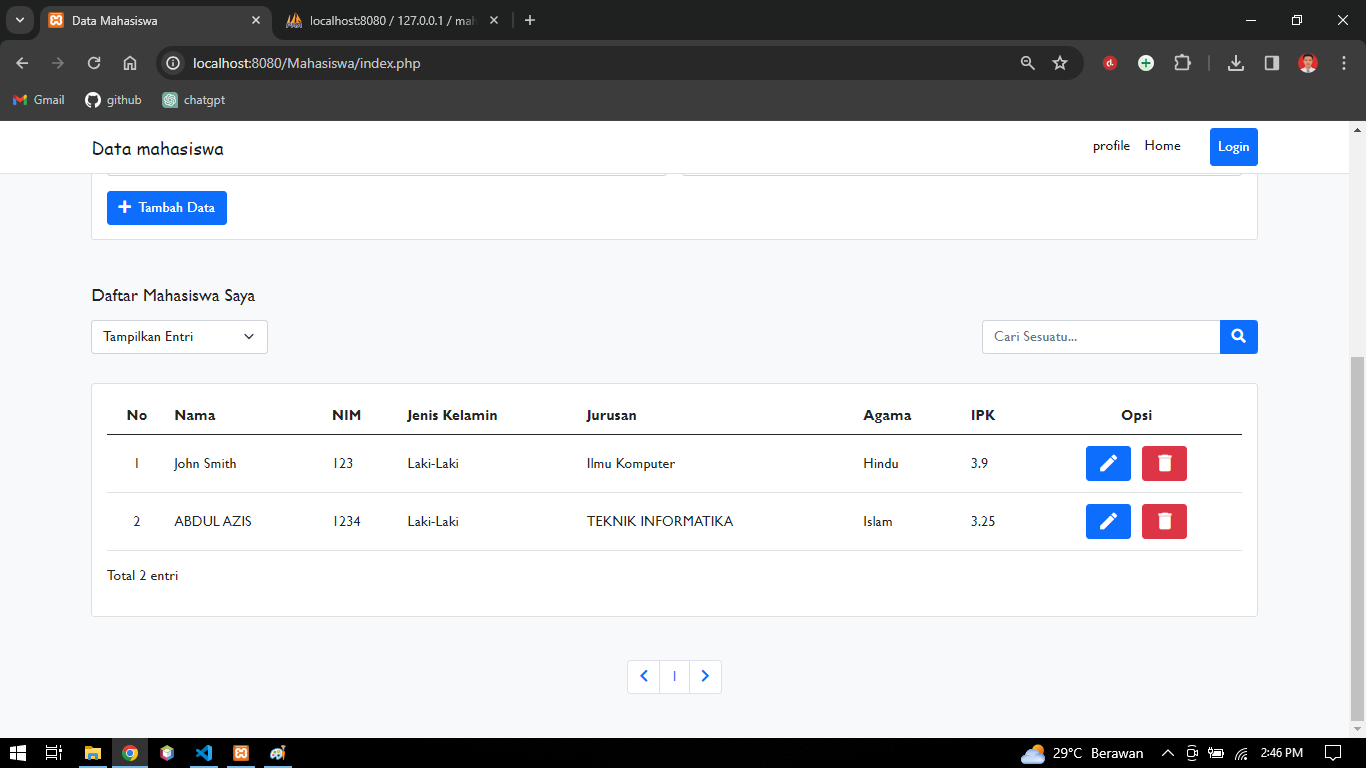 Data Mahasiswa
localhost:8080 / 127.0.0.1 / mah
localhost:8080/Mahasiswa/index.php
Gmail github chatgpt
Data mahasiswa profile Home Login
Tambah Data
Daftar Mahasiswa Saya
Tampilkan Entri Cari Sesuatu...
No Nama NIM Jenis Kelamin Jurusan Agama IPK Opsi
1 John Smith 123 Laki-Laki Ilmu Komputer Hindu 3.9
2 ABDUL AZIS 1234 Laki-Laki TEKNIK INFORMATIKA Islam 3.25
Total 2 entri
1
29°C Berawan 2:46 PM